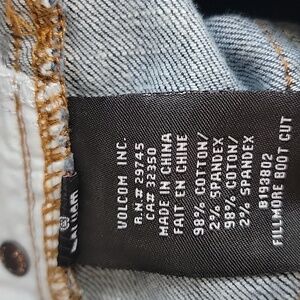 VOLCOM INC.
R.N.# 29745
CA# 32350
MADE IN CHINA
FAIT EN CHINE
98% COTTON/
2% SPANDEX
98% COTON/
2% SPANDEX
B193802
FILLMORE BOOT CUT